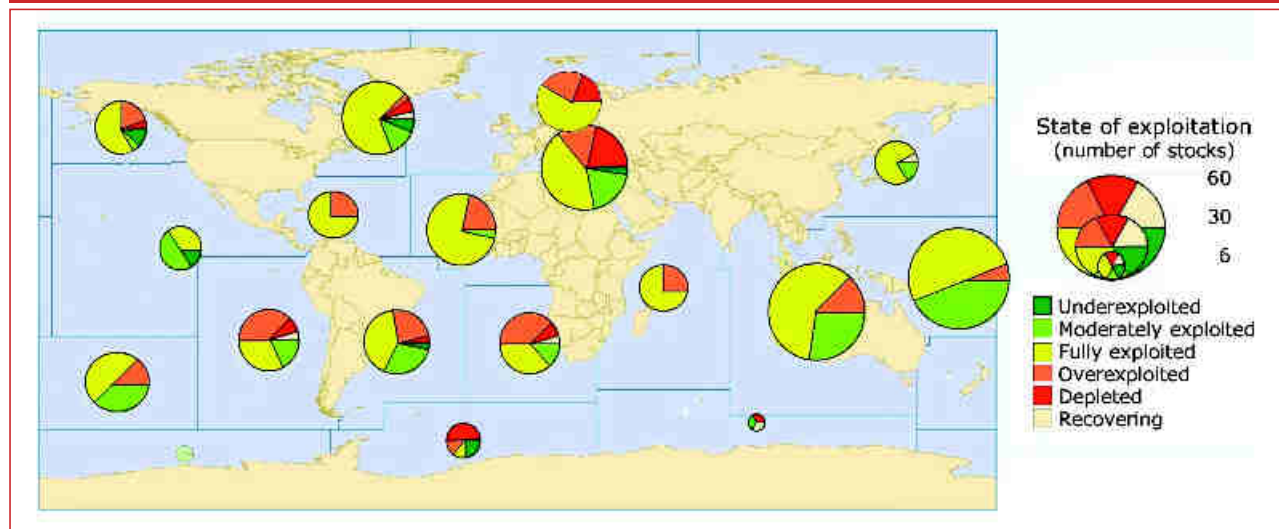 State of exploitation
(number of stocks)
60
30
6
Underexploited
Moderately exploited
Fully exploited
Overexploited
Depleted
Recovering